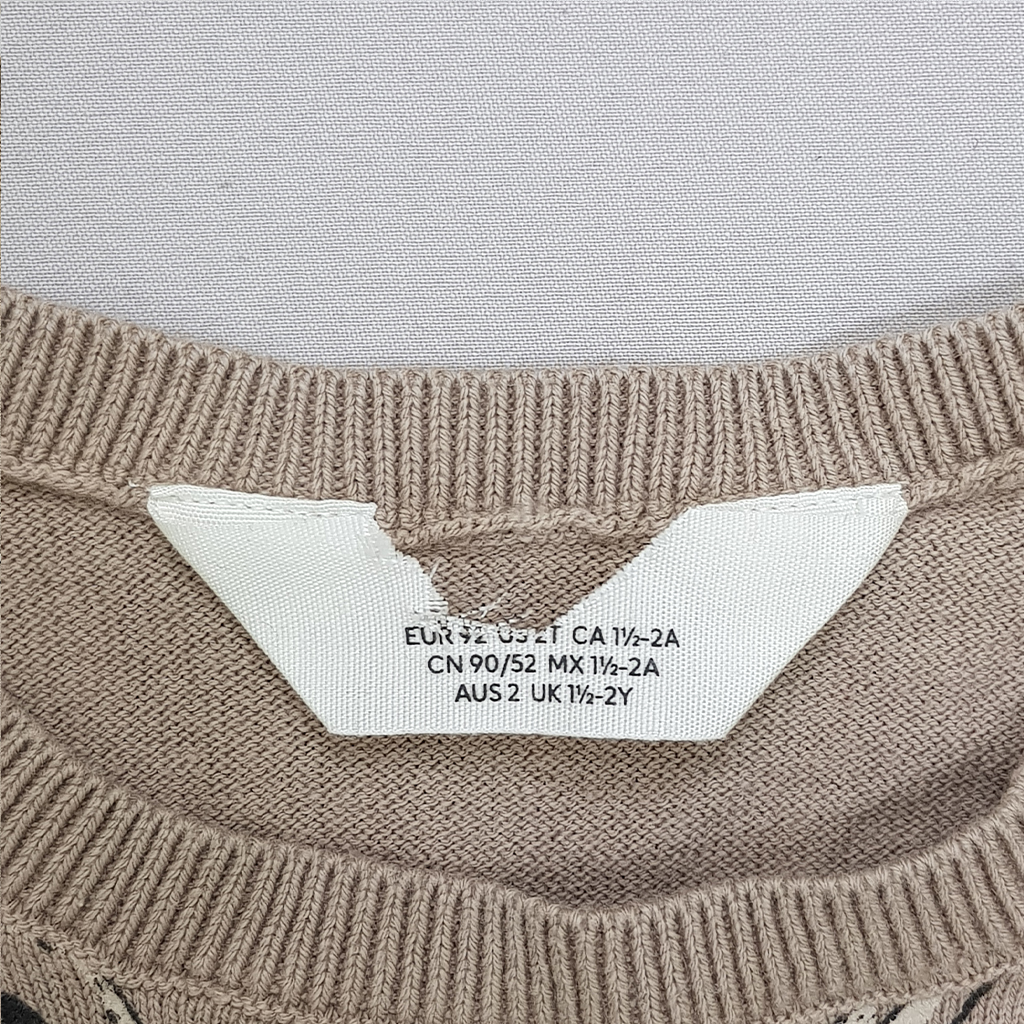 EUR 92 US 2T CA 1½-2A
CN 90/52 MX 1½-2A
AUS 2 UK 1½-2Y